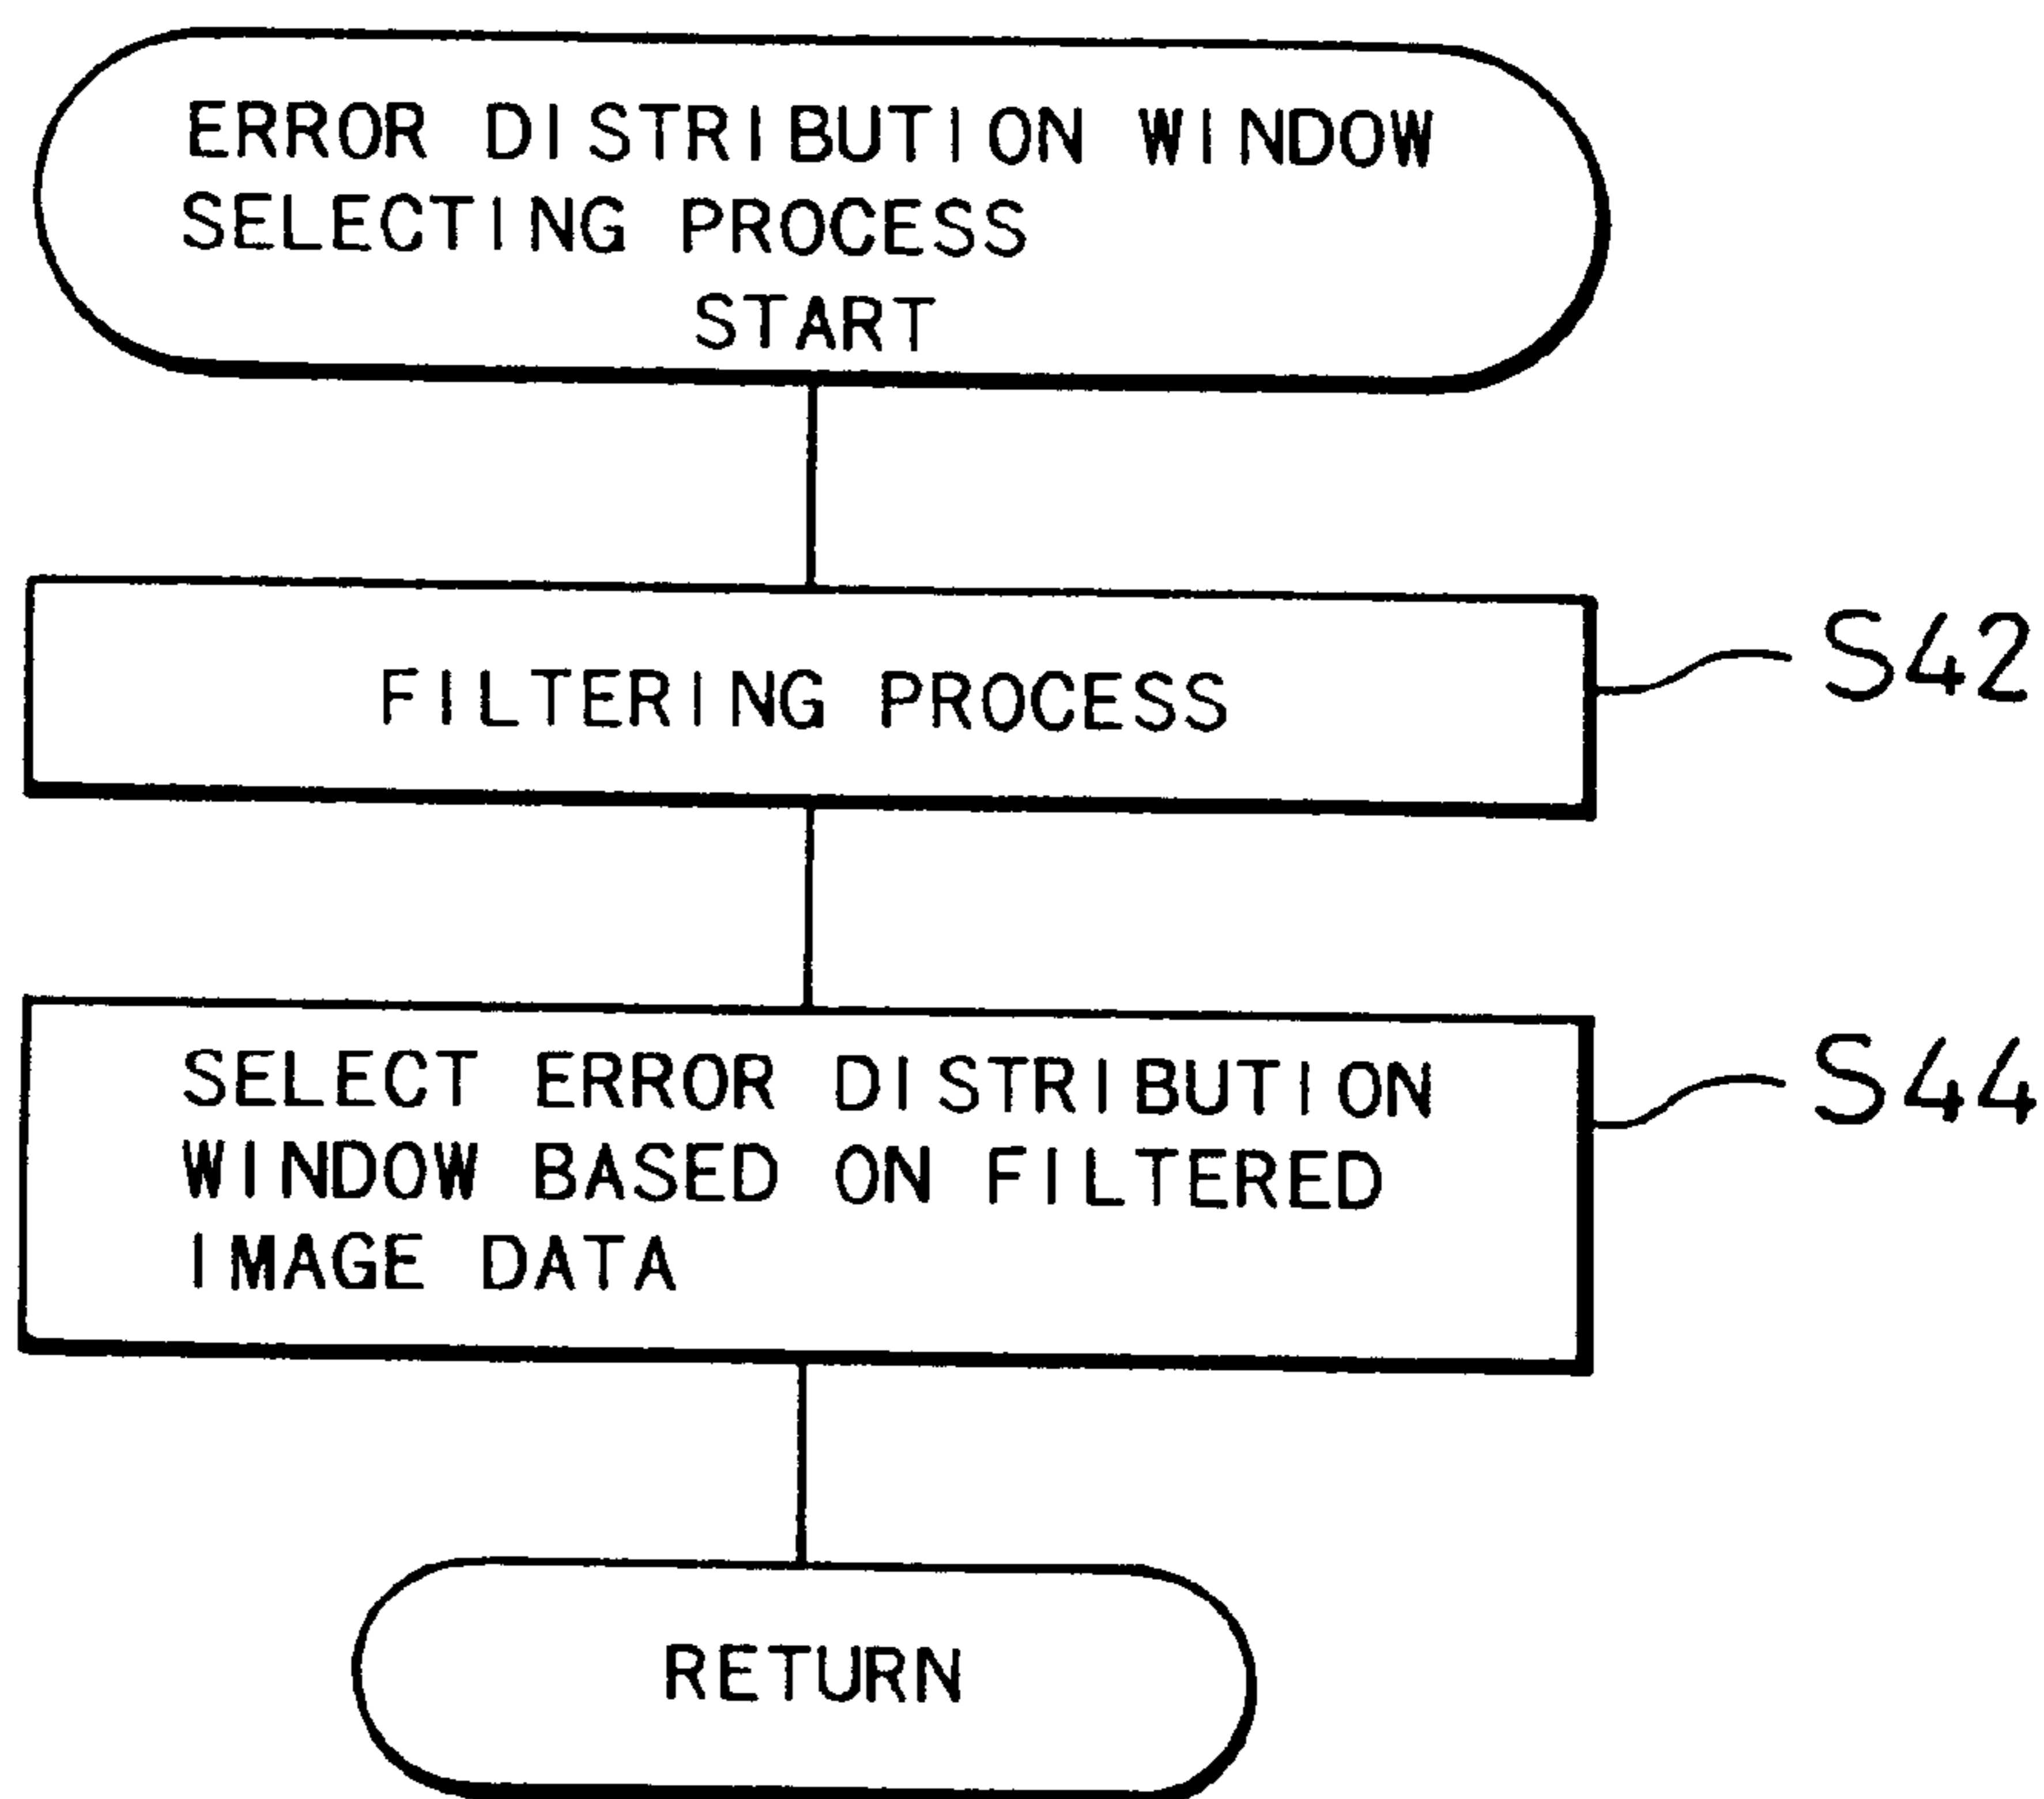 ERROR DISTRIBUTION WINDOW
SELECTING PROCESS
START
FILTERING PROCESS
S42
SELECT ERROR DISTRIBUTION
WINDOW BASED ON FILTERED
IMAGE DATA
S44
RETURN